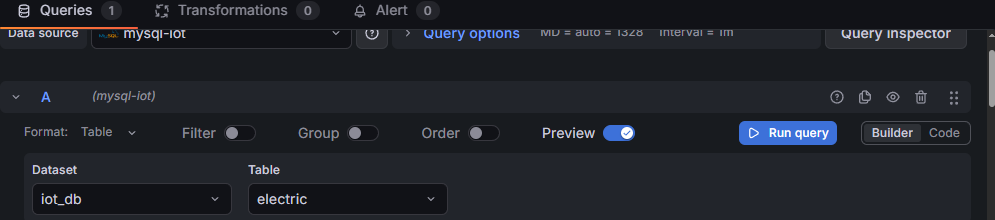 Queries 1 Transformations 0 Alert 0
Data source mysql-iot Query options MD = auto = 1328 Interval = 1m Query inspector
A (mysql-iot)
Format: Table Filter Group Order Preview Run query Builder Code
Dataset Table
iot_db electric